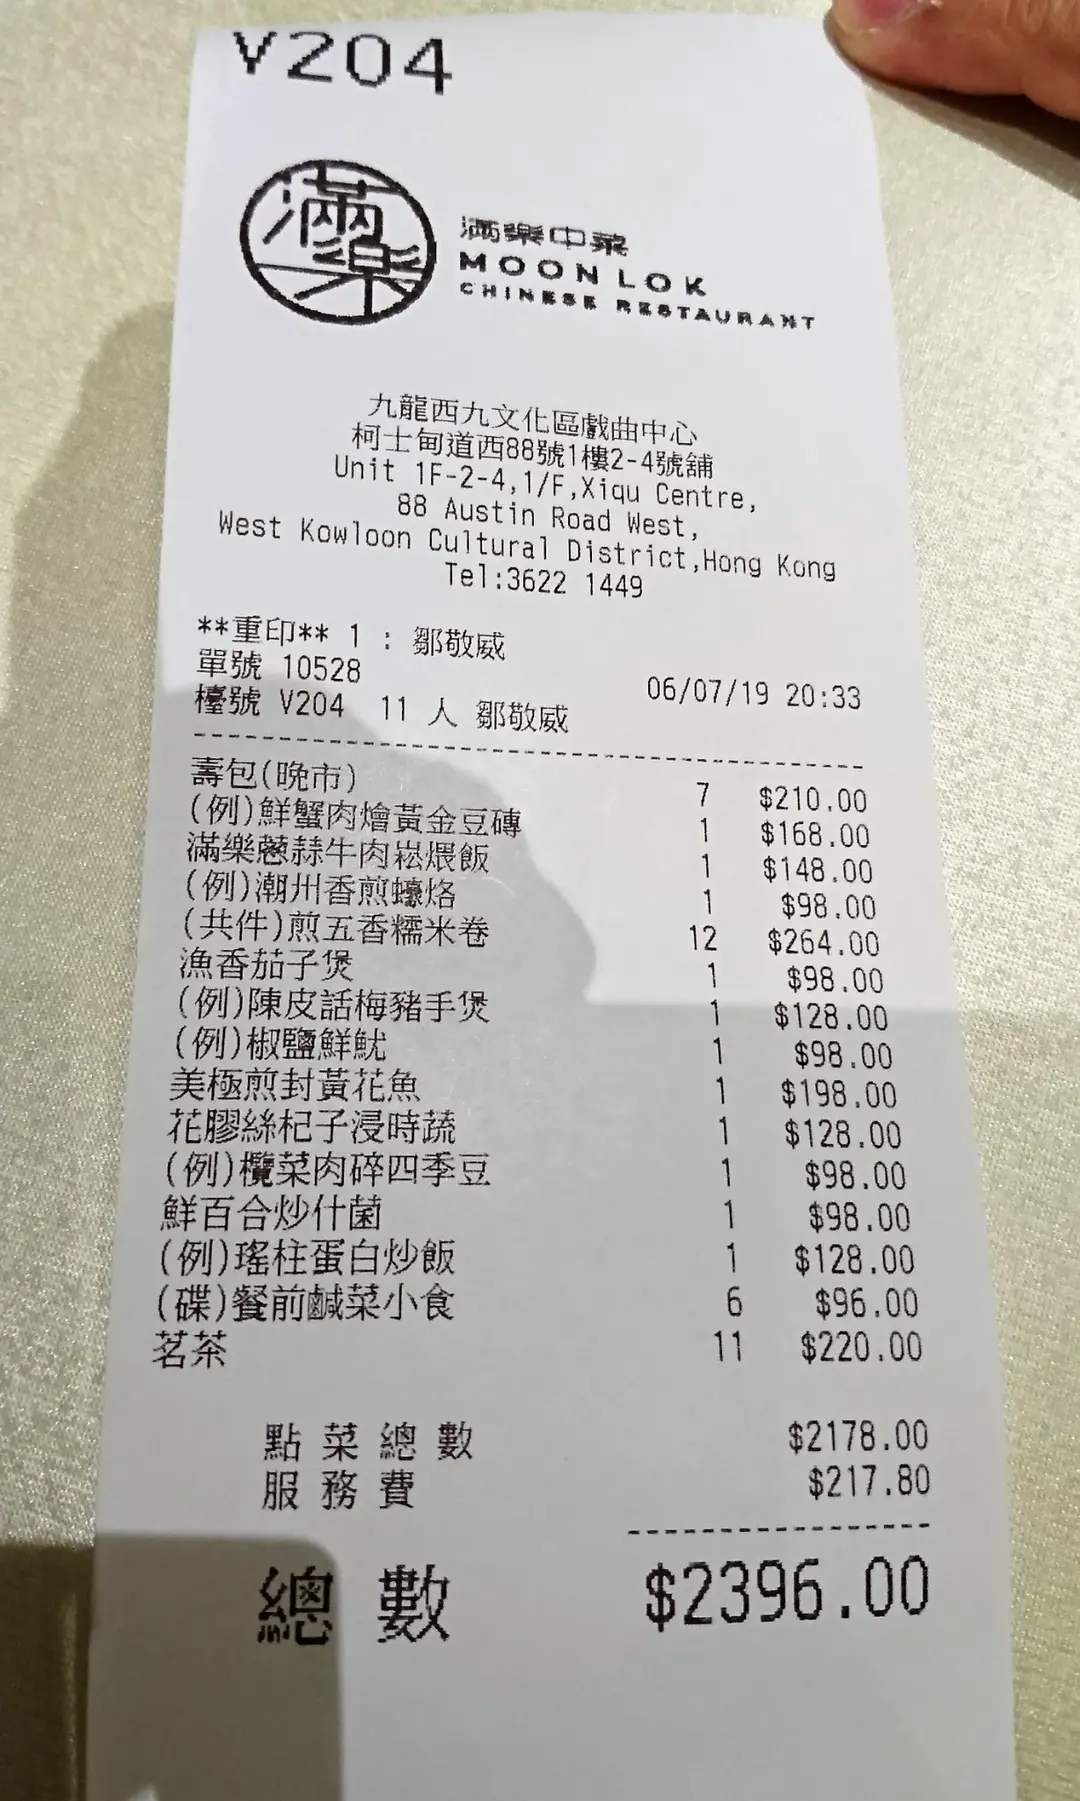 V204
滿樂
滿樂中菜
MOON LOK
CHINESE RESTAURANT
九龍西九文化區戲曲中心
柯士甸道西88號1樓2-4號舖
Unit 1F-2-4,1/F,Xiqu Centre,
88 Austin Road West,
West Kowloon Cultural District,Hong Kong
Tel:3622 1449
**重印** 1 : 鄒敬威
單號 10528 06/07/19 20:33
檯號 V204 11 人 鄒敬威
壽包(晚市) 7 $210.00
(例)鮮蟹肉燴黃金豆磚 1 $168.00
滿樂蔥蒜牛肉崧煨飯 1 $148.00
(例)潮州香煎蠔烙 1 $98.00
(共件)煎五香糯米卷 12 $264.00
漁香茄子煲 1 $98.00
(例)陳皮話梅豬手煲 1 $128.00
(例)椒鹽鮮魷 1 $98.00
美極煎封黃花魚 1 $198.00
花膠絲杞子浸時蔬 1 $128.00
(例)欖菜肉碎四季豆 1 $98.00
鮮百合炒什菌 1 $98.00
(例)瑤柱蛋白炒飯 1 $128.00
(碟)餐前鹹菜小食 6 $96.00
茗茶 11 $220.00
點 菜 總 數 $2178.00
服 務 費 $217.80
總 數 $2396.00